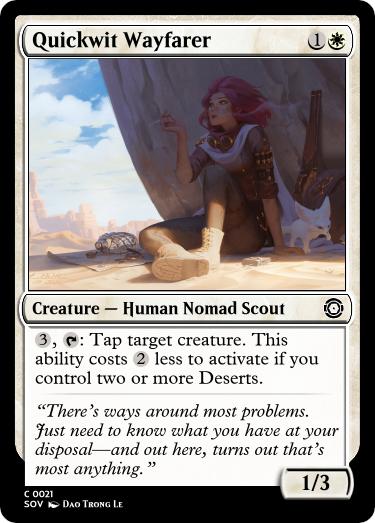 Quickwit Wayfarer 1
Creature — Human Nomad Scout
3, : Tap target creature. This
ability costs 2 less to activate if you
control two or more Deserts.
“There’s ways around most problems.
Just need to know what you have at your
disposal—and out here, turns out that’s
most anything.”
1/3
C 0021
SOV Dao Trong Le